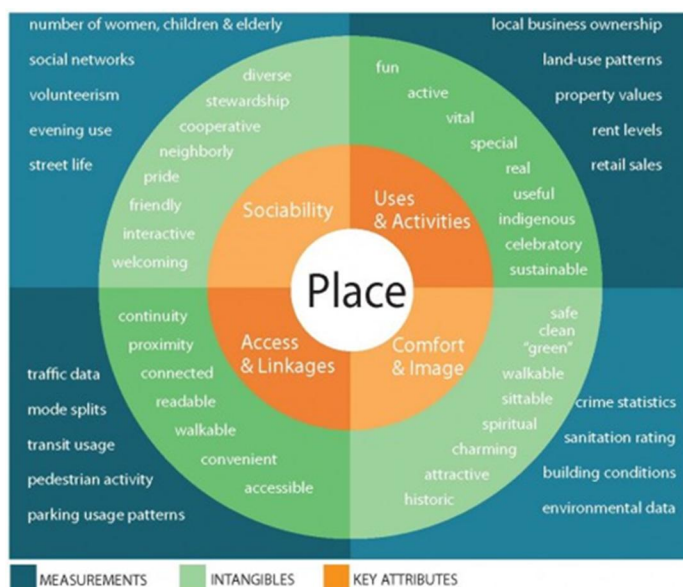 number of women, children & elderly
social networks
volunteerism
evening use
street life
diverse
stewardship
cooperative
neighborly
pride
friendly
interactive
welcoming
Sociability
local business ownership
land-use patterns
property values
rent levels
retail sales
fun
active
vital
special
real
useful
indigenous
celebratory
sustainable
Uses
& Activities
Place
continuity
proximity
connected
readable
walkable
convenient
accessible
Access
& Linkages
traffic data
mode splits
transit usage
pedestrian activity
parking usage patterns
Comfort
& Image
safe
clean
"green"
walkable
sittable
spiritual
charming
attractive
historic
crime statistics
sanitation rating
building conditions
environmental data
MEASUREMENTS
INTANGIBLES
KEY ATTRIBUTES